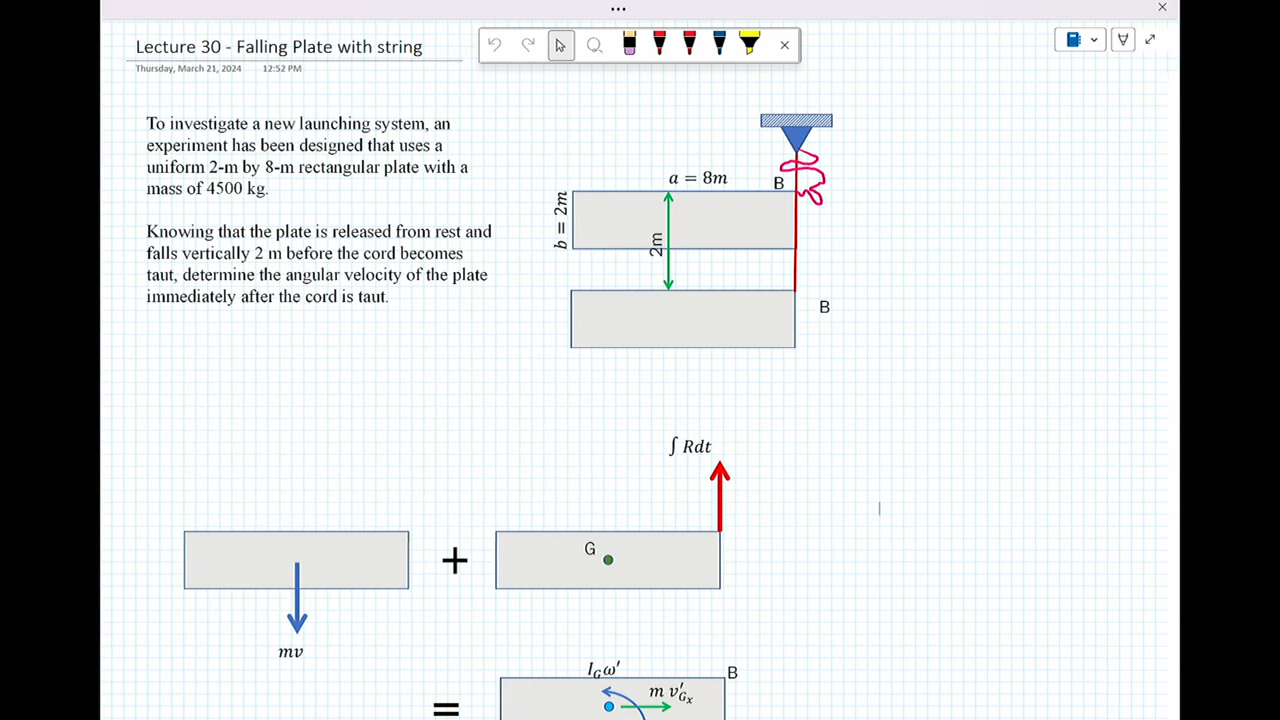 Lecture 30 - Falling Plate with string
Thursday, March 21, 2024 12:52 PM
To investigate a new launching system, an
experiment has been designed that uses a
uniform 2-m by 8-m rectangular plate with a
mass of 4500 kg.
Knowing that the plate is released from rest and
falls vertically 2 m before the cord becomes
taut, determine the angular velocity of the plate
immediately after the cord is taut.
a = 8m
B
b = 2m
2m
B
∫ Rdt
G
+
mv
I_G ω′
B
m v′_{G_x}
=